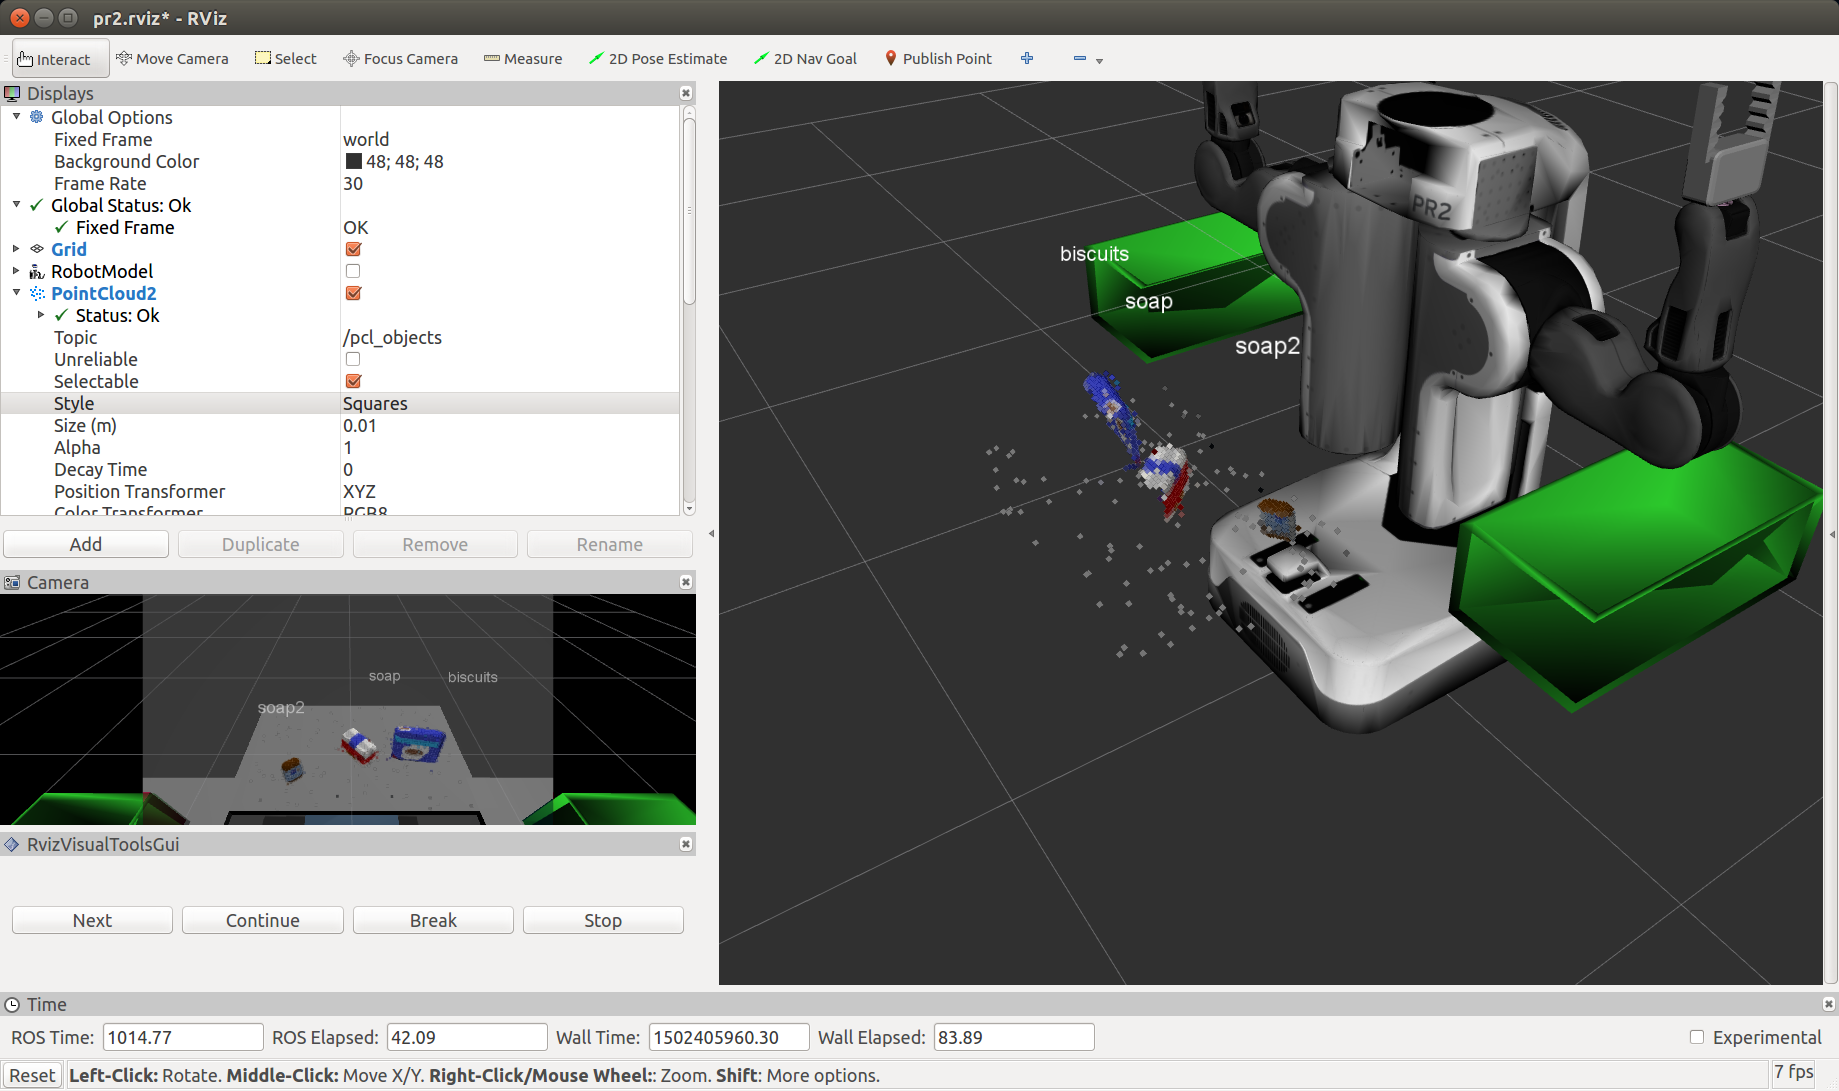 pr2.rviz* - RViz
Interact Move Camera Select Focus Camera Measure 2D Pose Estimate 2D Nav Goal Publish Point
Displays
Global Options
Fixed Frame world
Background Color 48; 48; 48
Frame Rate 30
Global Status: Ok
Fixed Frame OK
Grid
RobotModel
PointCloud2
Status: Ok
Topic /pcl_objects
Unreliable
Selectable
Style Squares
Size (m) 0.01
Alpha 1
Decay Time 0
Position Transformer XYZ
Color Transformer RGB8
Add Duplicate Remove Rename
Camera
soap biscuits
soap2
RvizVisualToolsGui
Next Continue Break Stop
PR2
biscuits
soap
soap2
Time
ROS Time: 1014.77 ROS Elapsed: 42.09 Wall Time: 1502405960.30 Wall Elapsed: 83.89 Experimental
Reset Left-Click: Rotate. Middle-Click: Move X/Y. Right-Click/Mouse Wheel:: Zoom. Shift: More options. 7 fps